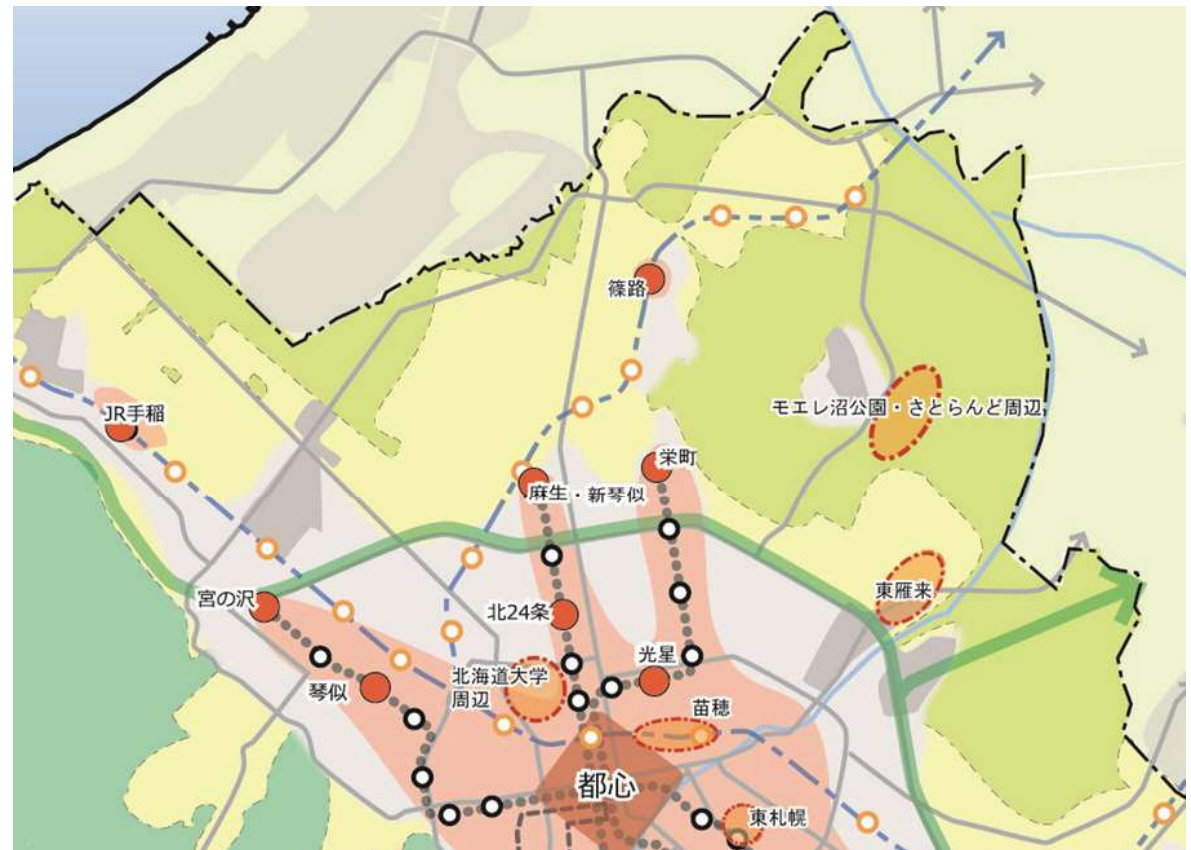 篠路
JR手稲
モエレ沼公園・さとらんど周辺
栄町
麻生・新琴似
東雁来
宮の沢
北24条
光星
北海道大学
周辺
琴似
苗穂
都心
東札幌